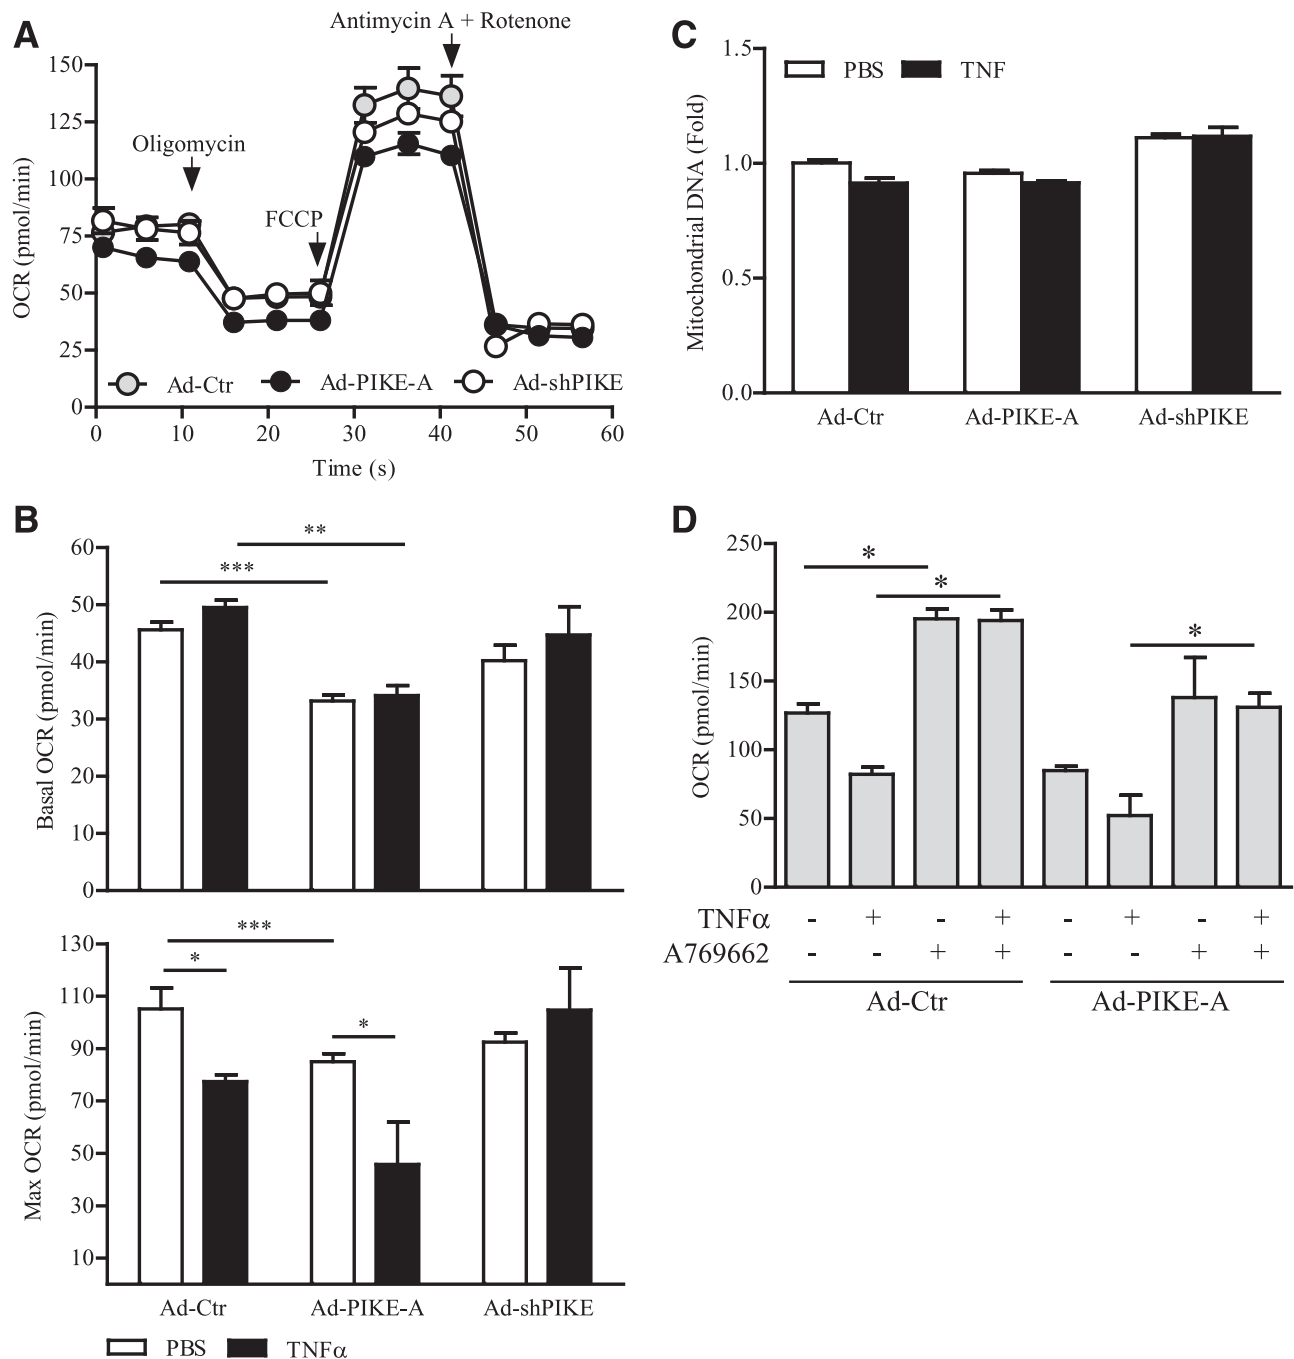 A
Antimycin A + Rotenone
Oligomycin
FCCP
OCR (pmol/min)
150
125
100
75
50
25
0
Ad-Ctr Ad-PIKE-A Ad-shPIKE
0 10 20 30 40 50 60
Time (s)
C
Mitochondrial DNA (Fold)
1.5
1.0
0.5
0.0
PBS TNF
Ad-Ctr Ad-PIKE-A Ad-shPIKE
B
**
***
Basal OCR (pmol/min)
60
50
40
30
20
10
0
***
*
*
Max OCR (pmol/min)
130
110
90
70
50
30
10
Ad-Ctr Ad-PIKE-A Ad-shPIKE
PBS TNFα
D
*
*
*
OCR (pmol/min)
250
200
150
100
50
0
TNFα - + - + - + - +
A769662 - - + + - - + +
Ad-Ctr Ad-PIKE-A